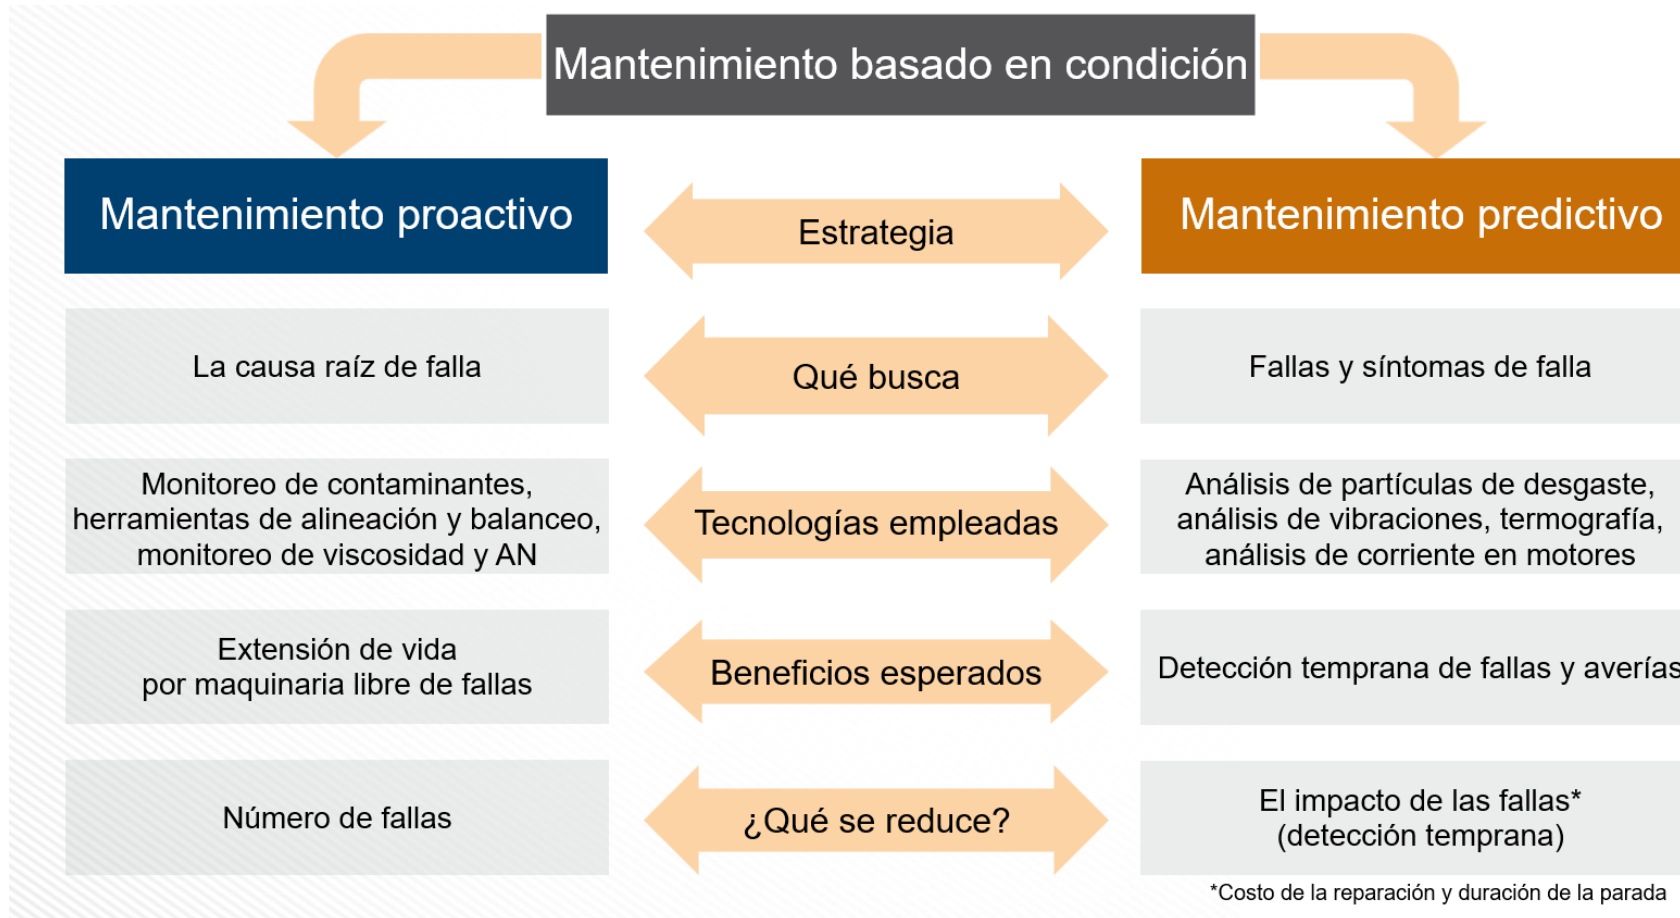 Mantenimiento basado en condición
Mantenimiento proactivo
Estrategia
Mantenimiento predictivo
La causa raíz de falla
Qué busca
Fallas y síntomas de falla
Monitoreo de contaminantes,
herramientas de alineación y balanceo,
monitoreo de viscosidad y AN
Tecnologías empleadas
Análisis de partículas de desgaste,
análisis de vibraciones, termografía,
análisis de corriente en motores
Extensión de vida
por maquinaria libre de fallas
Beneficios esperados
Detección temprana de fallas y averías
Número de fallas
¿Qué se reduce?
El impacto de las fallas*
(detección temprana)
*Costo de la reparación y duración de la parada